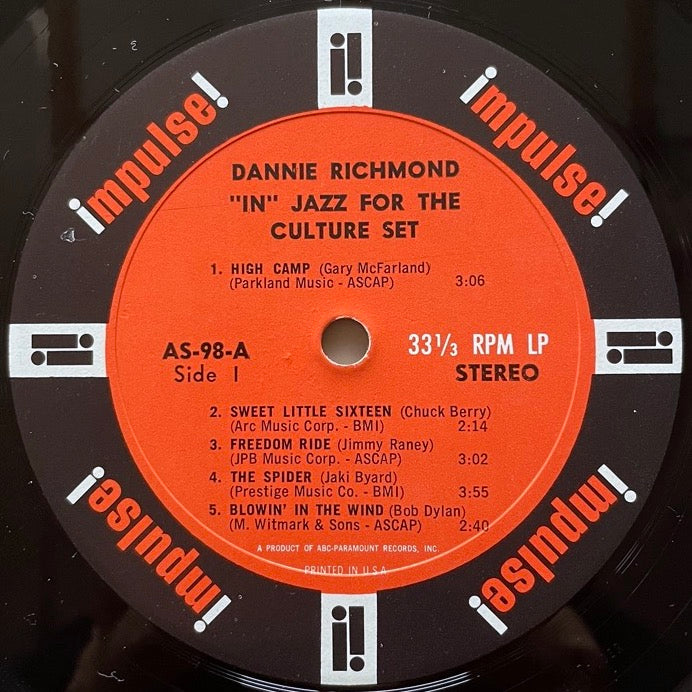 impulse!
impulse!
DANNIE RICHMOND
"IN" JAZZ FOR THE
CULTURE SET
1. HIGH CAMP (Gary McFarland)
(Parkland Music - ASCAP) 3:06
AS-98-A
Side I
33⅓ RPM LP
STEREO
2. SWEET LITTLE SIXTEEN (Chuck Berry)
(Arc Music Corp. - BMI) 2:14
3. FREEDOM RIDE (Jimmy Raney)
(JPB Music Corp. - ASCAP) 3:02
4. THE SPIDER (Jaki Byard)
(Prestige Music Co. - BMI) 3:55
5. BLOWIN' IN THE WIND (Bob Dylan)
(M. Witmark & Sons - ASCAP) 2:40
A PRODUCT OF ABC-PARAMOUNT RECORDS, INC.
PRINTED IN U.S.A.
impulse!
impulse!